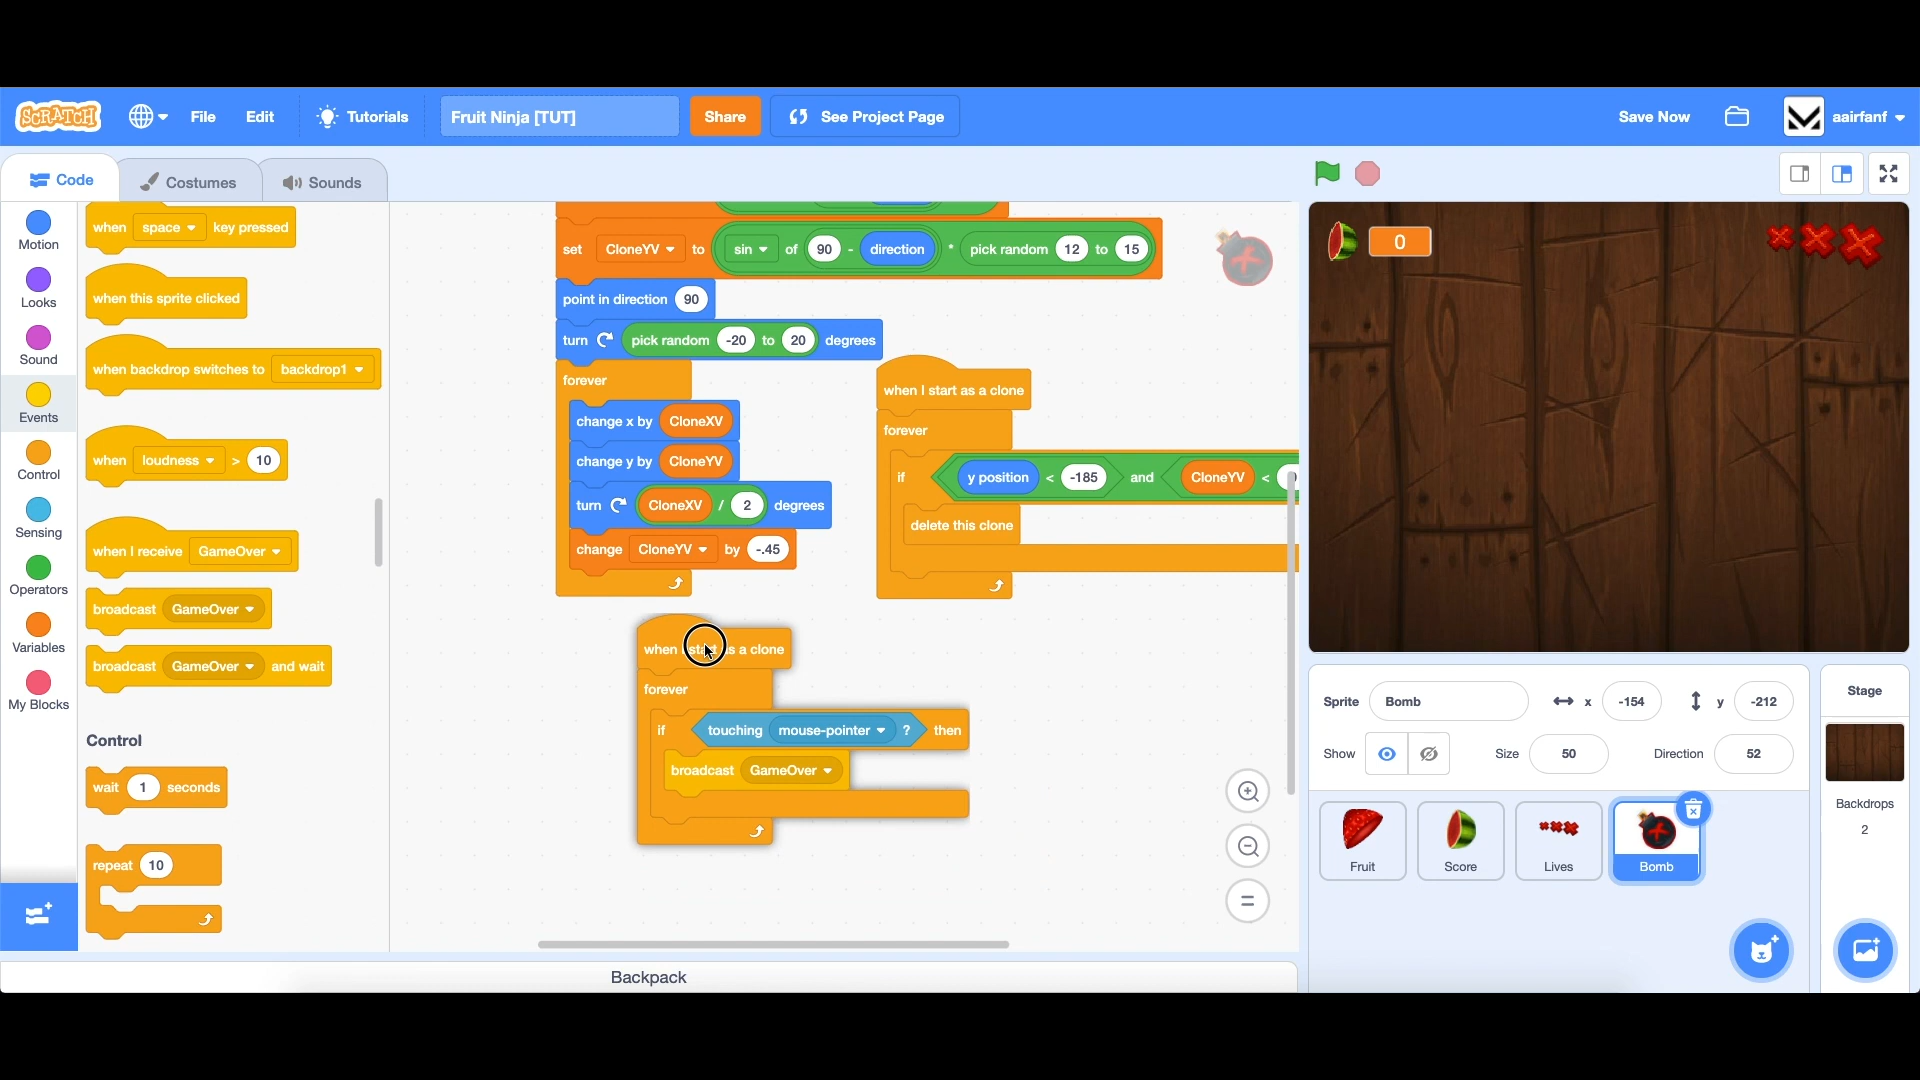 SCRATCH File Edit Tutorials Fruit Ninja [TUT] Share See Project Page Save Now aairfanf
Code Costumes Sounds
Motion
Looks
Sound
Events
Control
Sensing
Operators
Variables
My Blocks
when space key pressed
when this sprite clicked
when backdrop switches to backdrop1
when loudness > 10
when I receive GameOver
broadcast GameOver
broadcast GameOver and wait
Control
wait 1 seconds
repeat 10
set CloneYV to sin of 90 - direction * pick random 12 to 15
point in direction 90
turn pick random -20 to 20 degrees
forever
change x by CloneXV
change y by CloneYV
turn CloneXV / 2 degrees
change CloneYV by -.45
when I start as a clone
forever
if y position < -185 and CloneYV < 0
delete this clone
when I start as a clone
forever
if touching mouse-pointer ? then
broadcast GameOver
Backpack
0
Sprite Bomb x -154 y -212
Show Size 50 Direction 52
Fruit Score Lives Bomb
Stage
Backdrops
2